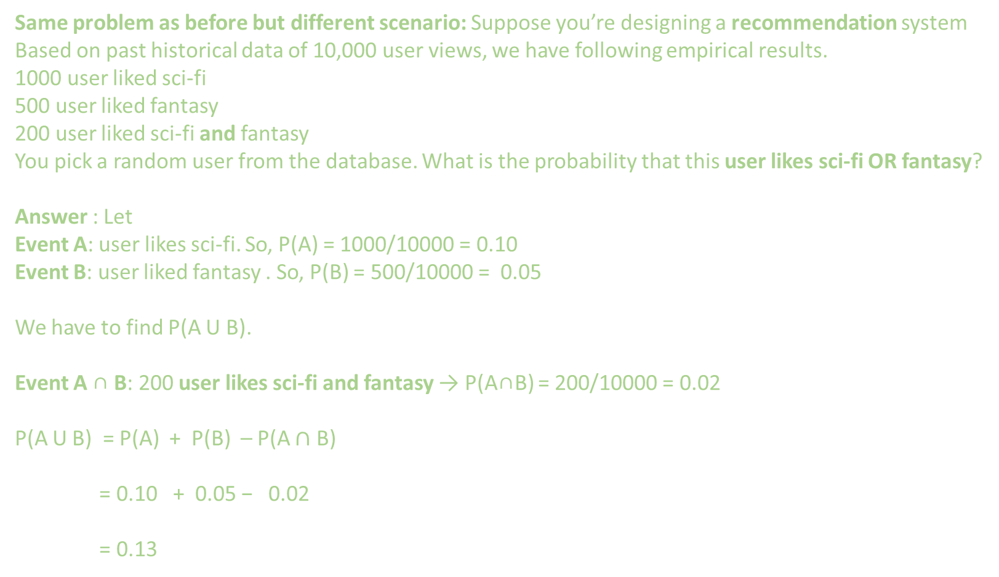 Same problem as before but different scenario: Suppose you’re designing a recommendation system
Based on past historical data of 10,000 user views, we have following empirical results.
1000 user liked sci-fi
500 user liked fantasy
200 user liked sci-fi and fantasy
You pick a random user from the database. What is the probability that this user likes sci-fi OR fantasy?
Answer : Let
Event A: user likes sci-fi. So, P(A) = 1000/10000 = 0.10
Event B: user liked fantasy . So, P(B) = 500/10000 = 0.05
We have to find P(A U B).
Event A ∩ B: 200 user likes sci-fi and fantasy → P(A∩B) = 200/10000 = 0.02
P(A U B) = P(A) + P(B) – P(A ∩ B)
= 0.10 + 0.05 − 0.02
= 0.13